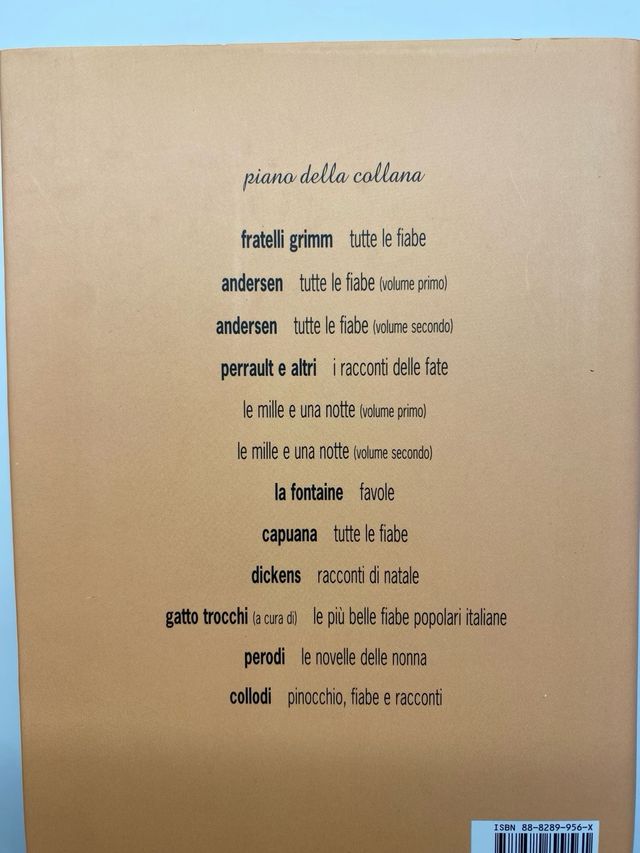 piano della collana
fratelli grimm tutte le fiabe
andersen tutte le fiabe (volume primo)
andersen tutte le fiabe (volume secondo)
perrault e altri i racconti delle fate
le mille e una notte (volume primo)
le mille e una notte (volume secondo)
la fontaine favole
capuana tutte le fiabe
dickens racconti di natale
gatto trocchi (a cura di) le più belle fiabe popolari italiane
perodi le novelle delle nonna
collodi pinocchio, fiabe e racconti
ISBN 88-8289-956-X